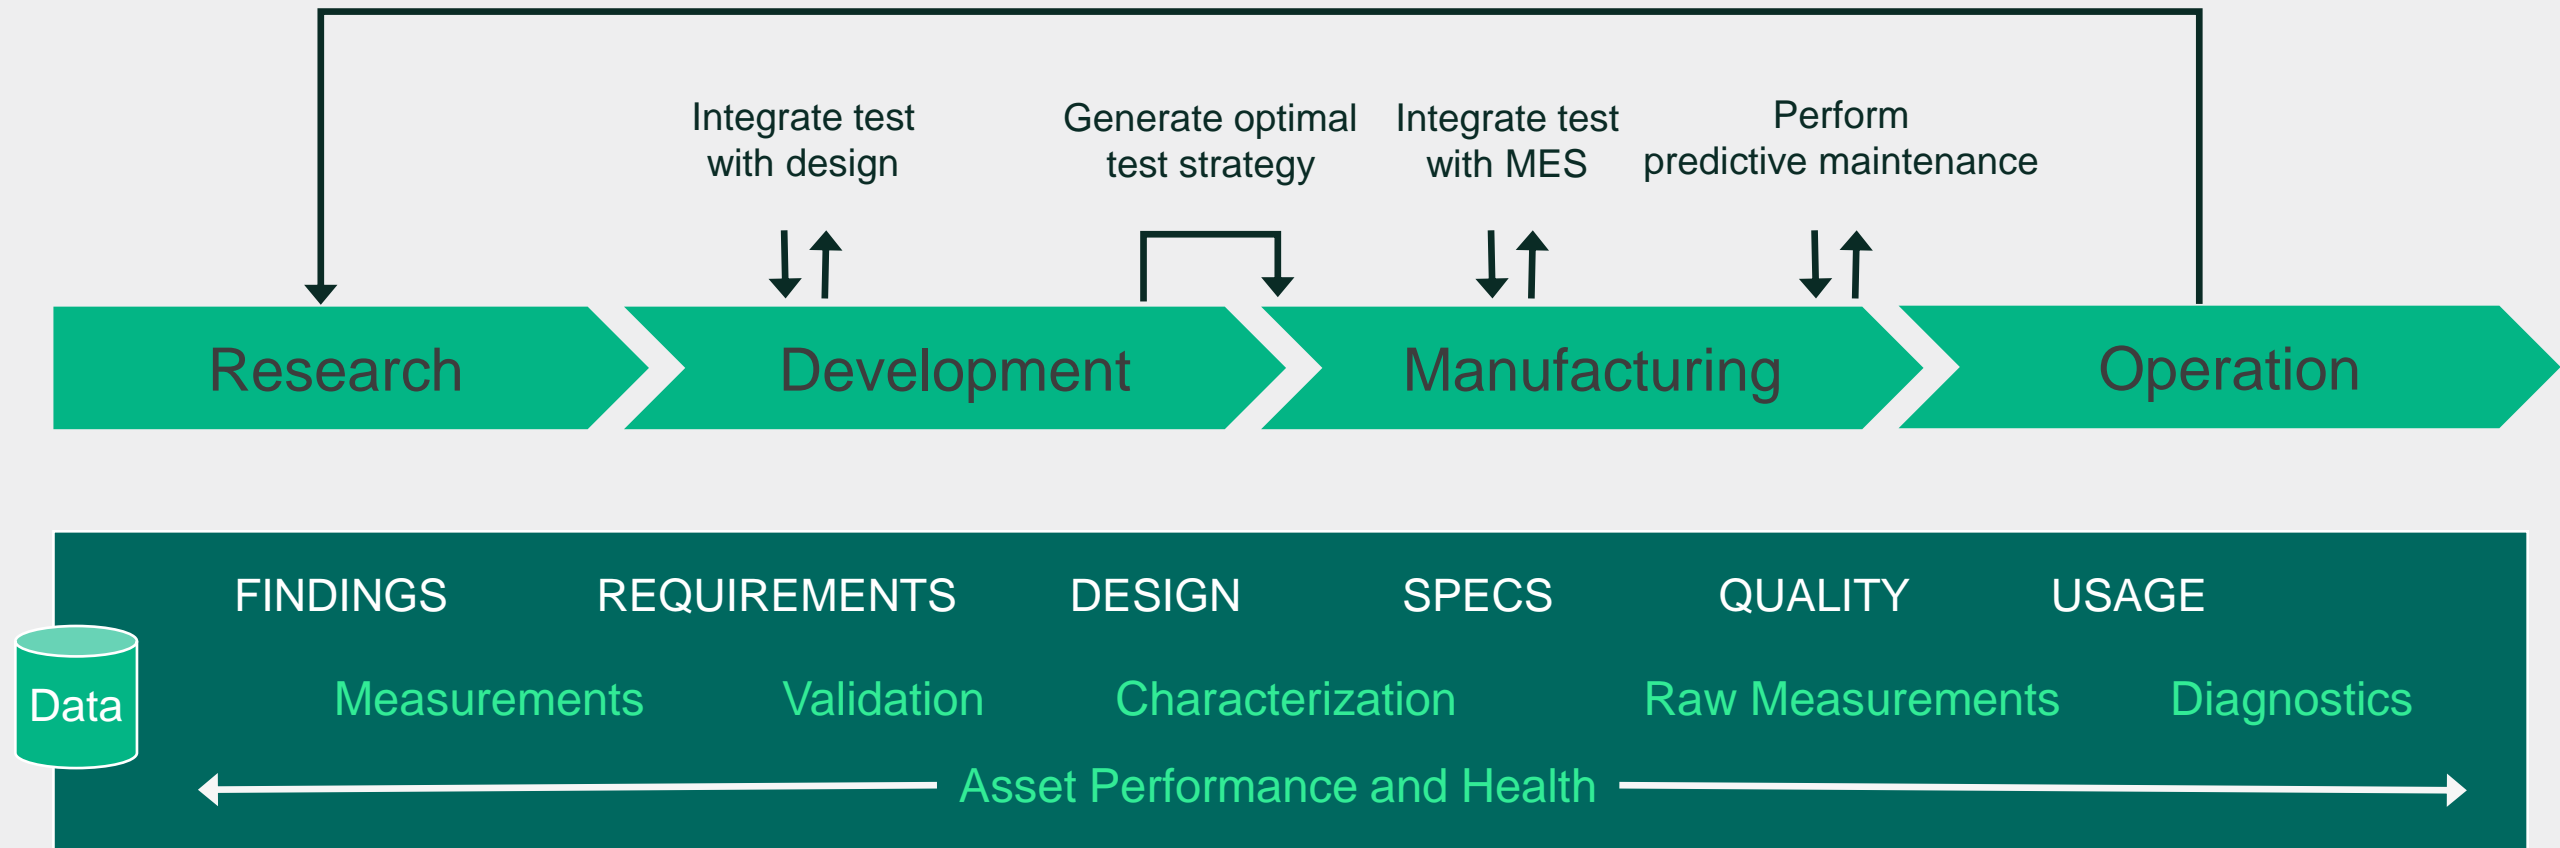 Integrate test
with design
Generate optimal
test strategy
Integrate test
with MES
Perform
predictive maintenance
Research
Development
Manufacturing
Operation
FINDINGS
REQUIREMENTS
DESIGN
SPECS
QUALITY
USAGE
Data
Measurements
Validation
Characterization
Raw Measurements
Diagnostics
Asset Performance and Health